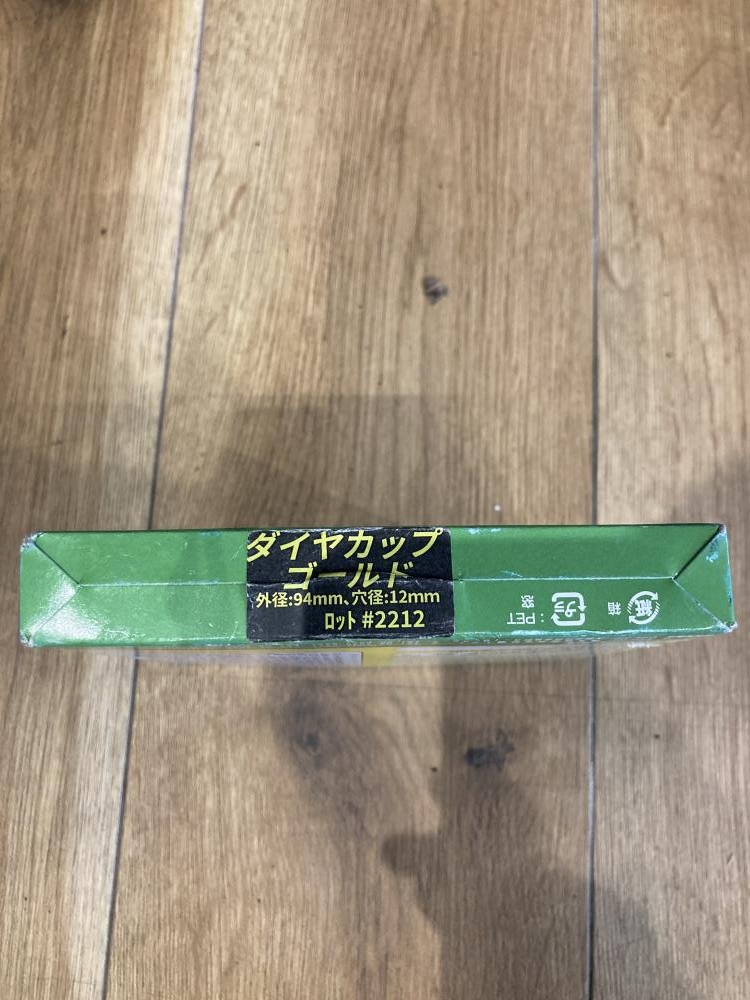 ダイヤカップ
ゴールド
外径:94mm、穴径:12mm
ﾛｯﾄ #2212
紙 箱
プラ 窓:PET